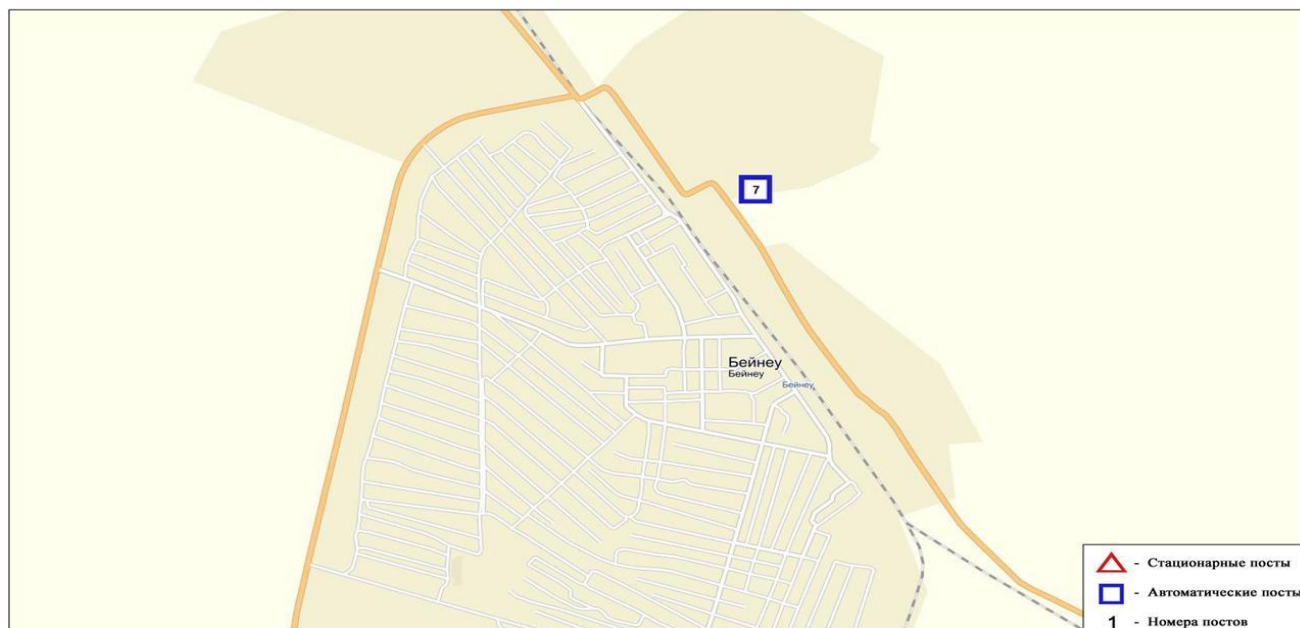 7
Бейнеу
Бейнеу
Бейнеу
- Стационарные посты
- Автоматические посты
1 - Номера постов